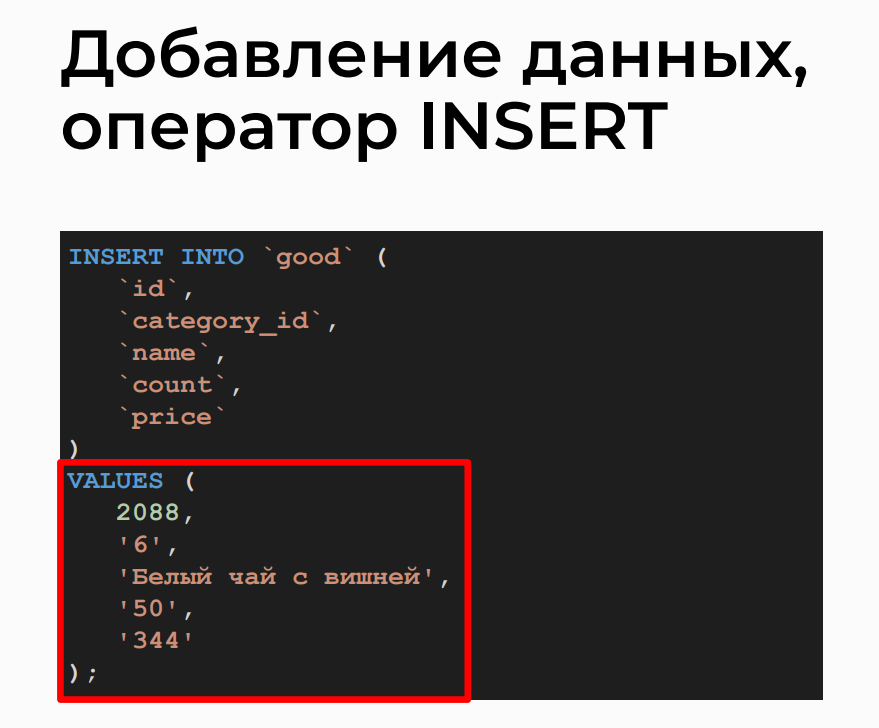 Добавление данных,
оператор INSERT
INSERT INTO `good` (
`id`,
`category_id`,
`name`,
`count`,
`price`
)
VALUES (
2088,
'6',
'Белый чай с вишней',
'50',
'344'
);